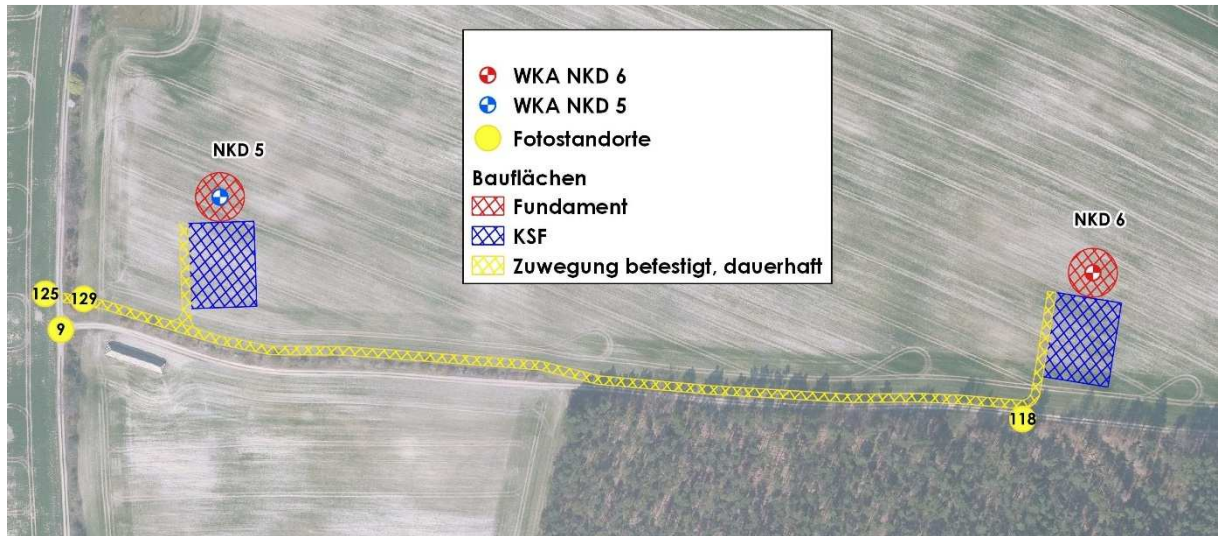 WKA NKD 6
WKA NKD 5
Fotostandorte
Bauflächen
Fundament
KSF
Zuwegung befestigt, dauerhaft
NKD 5
NKD 6
125
129
9
118